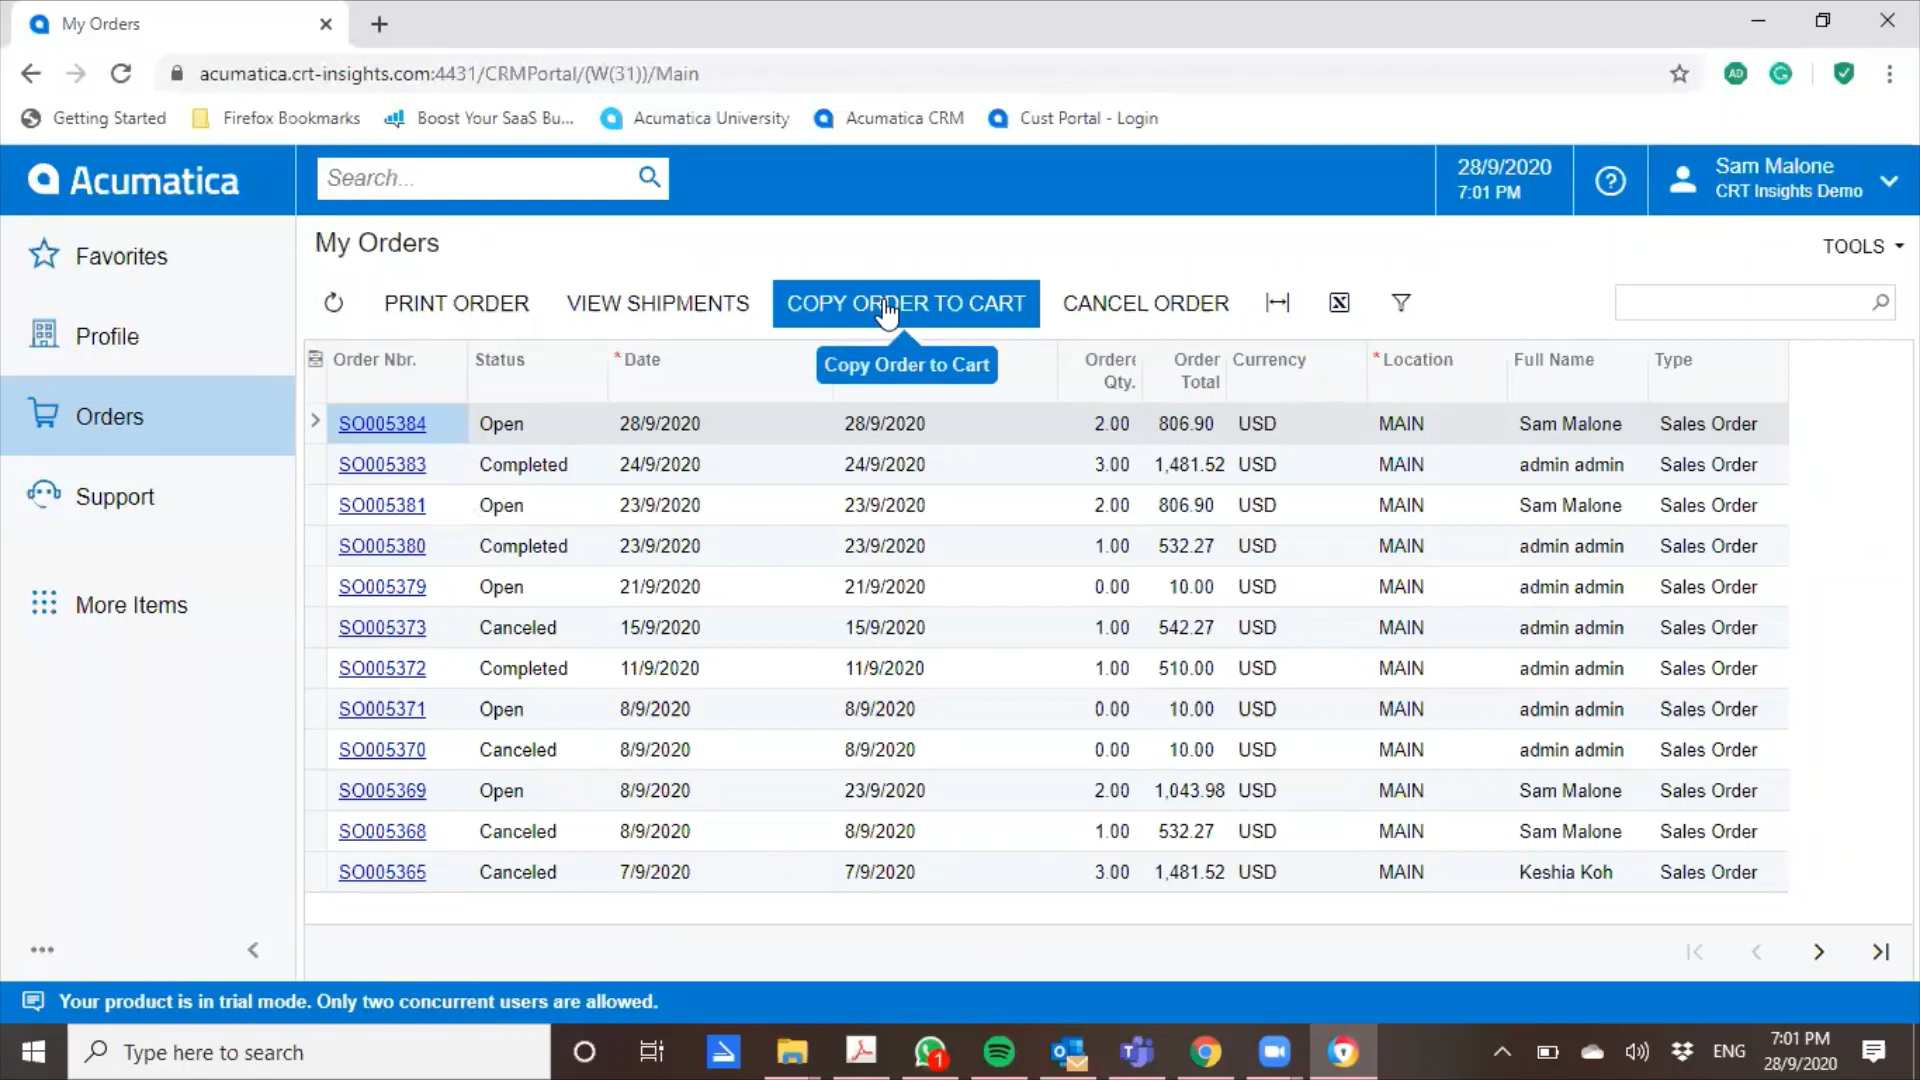 My Orders
acumatica.crt-insights.com:4431/CRMPortal/(W(31))/Main
Getting Started Firefox Bookmarks Boost Your SaaS Bu... Acumatica University Acumatica CRM Cust Portal - Login
Acumatica
Search...
28/9/2020
7:01 PM
Sam Malone
CRT Insights Demo
Favorites
Profile
Orders
Support
More Items
My Orders
TOOLS
PRINT ORDER VIEW SHIPMENTS COPY ORDER TO CART CANCEL ORDER
Copy Order to Cart
Order Nbr. Status * Date Ordere Qty. Order Total Currency * Location Full Name Type
SO005384 Open 28/9/2020 28/9/2020 2.00 806.90 USD MAIN Sam Malone Sales Order
SO005383 Completed 24/9/2020 24/9/2020 3.00 1,481.52 USD MAIN admin admin Sales Order
SO005381 Open 23/9/2020 23/9/2020 2.00 806.90 USD MAIN Sam Malone Sales Order
SO005380 Completed 23/9/2020 23/9/2020 1.00 532.27 USD MAIN admin admin Sales Order
SO005379 Open 21/9/2020 21/9/2020 0.00 10.00 USD MAIN admin admin Sales Order
SO005373 Canceled 15/9/2020 15/9/2020 1.00 542.27 USD MAIN admin admin Sales Order
SO005372 Completed 11/9/2020 11/9/2020 1.00 510.00 USD MAIN admin admin Sales Order
SO005371 Open 8/9/2020 8/9/2020 0.00 10.00 USD MAIN admin admin Sales Order
SO005370 Canceled 8/9/2020 8/9/2020 0.00 10.00 USD MAIN admin admin Sales Order
SO005369 Open 8/9/2020 23/9/2020 2.00 1,043.98 USD MAIN Sam Malone Sales Order
SO005368 Canceled 8/9/2020 8/9/2020 1.00 532.27 USD MAIN Sam Malone Sales Order
SO005365 Canceled 7/9/2020 7/9/2020 3.00 1,481.52 USD MAIN Keshia Koh Sales Order
Your product is in trial mode. Only two concurrent users are allowed.
Type here to search
1
ENG
7:01 PM
28/9/2020